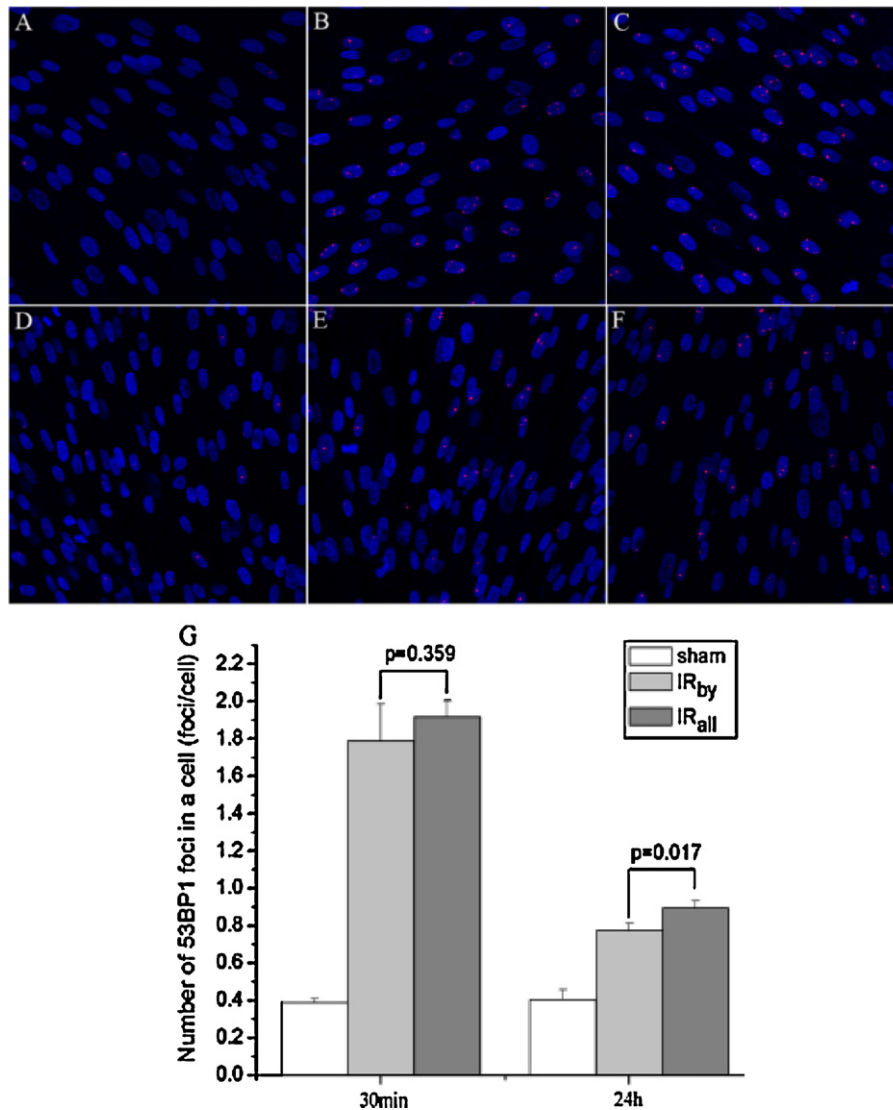 A
B
C
D
E
F
G
Number of 53BP1 foci in a cell (foci/cell)
2.2
2.0
1.8
1.6
1.4
1.2
1.0
0.8
0.6
0.4
0.2
0.0
p=0.359
p=0.017
sham
IRby
IRall
30min
24h